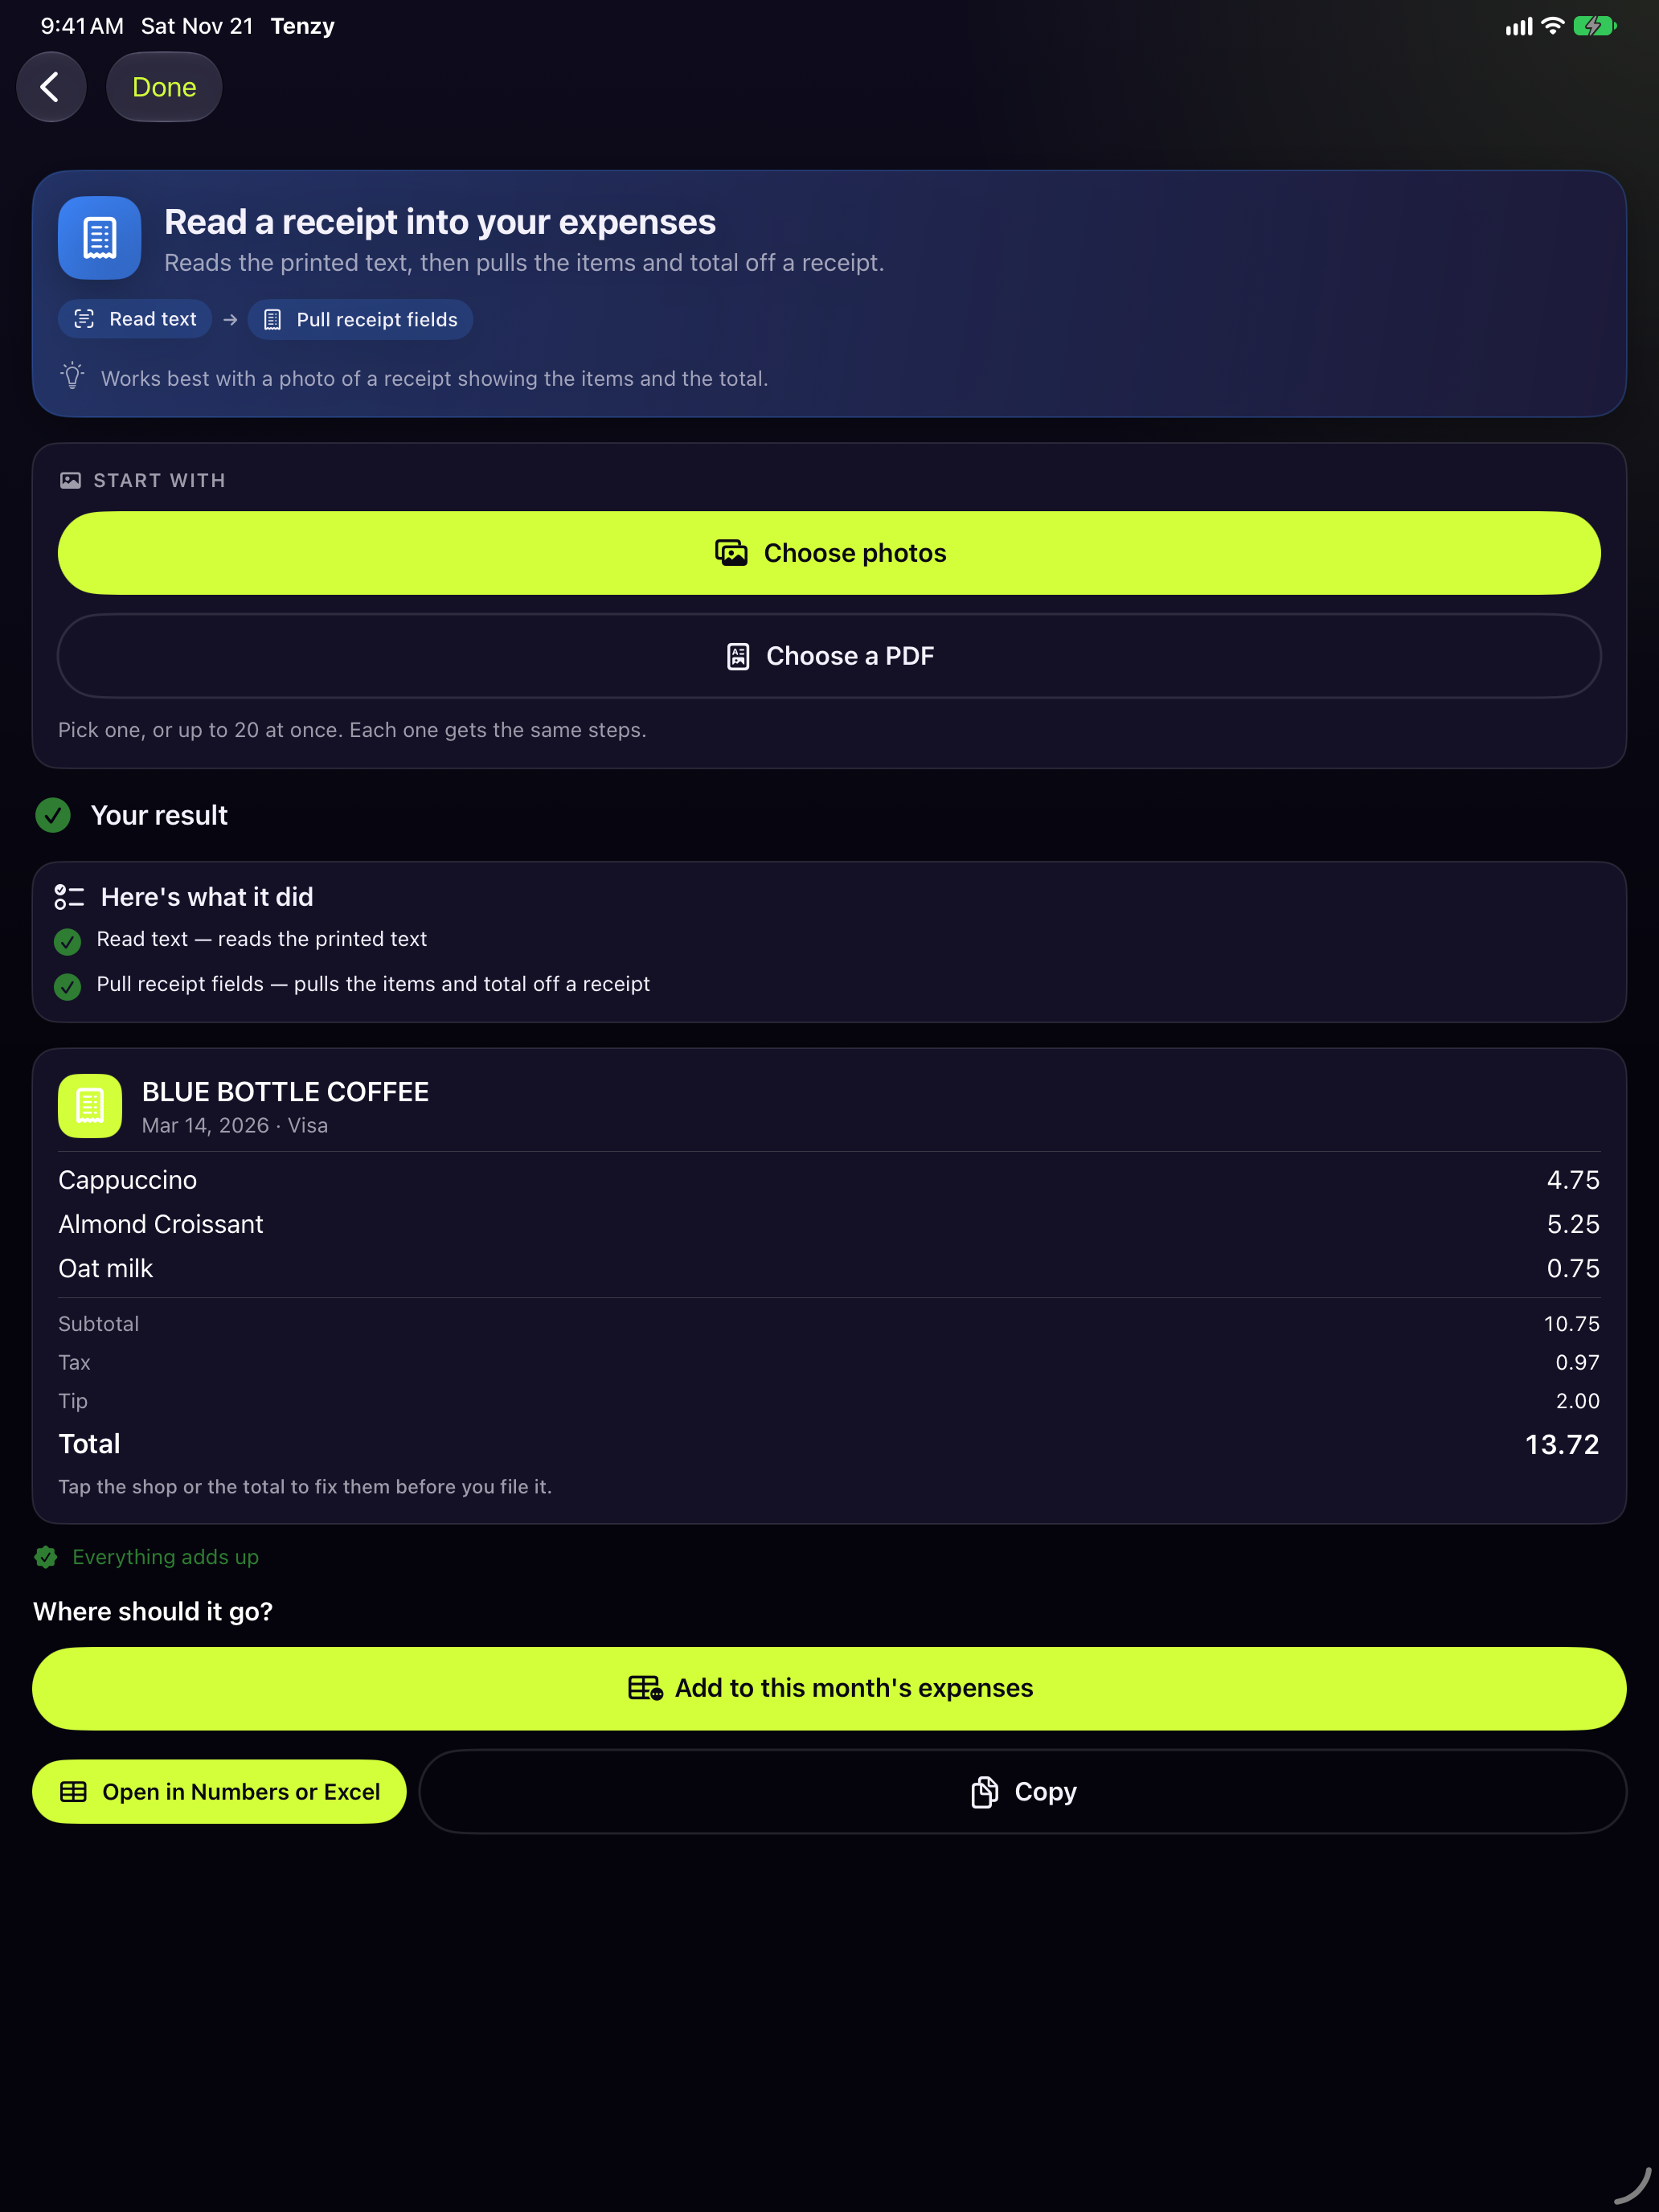 9:41 AM Sat Nov 21 Tenzy
Done
Read a receipt into your expenses
Reads the printed text, then pulls the items and total off a receipt.
Read text → Pull receipt fields
Works best with a photo of a receipt showing the items and the total.
START WITH
Choose photos
Choose a PDF
Pick one, or up to 20 at once. Each one gets the same steps.
Your result
Here's what it did
Read text — reads the printed text
Pull receipt fields — pulls the items and total off a receipt
BLUE BOTTLE COFFEE
Mar 14, 2026 · Visa
Cappuccino 4.75
Almond Croissant 5.25
Oat milk 0.75
Subtotal 10.75
Tax 0.97
Tip 2.00
Total 13.72
Tap the shop or the total to fix them before you file it.
Everything adds up
Where should it go?
Add to this month's expenses
Open in Numbers or Excel
Copy